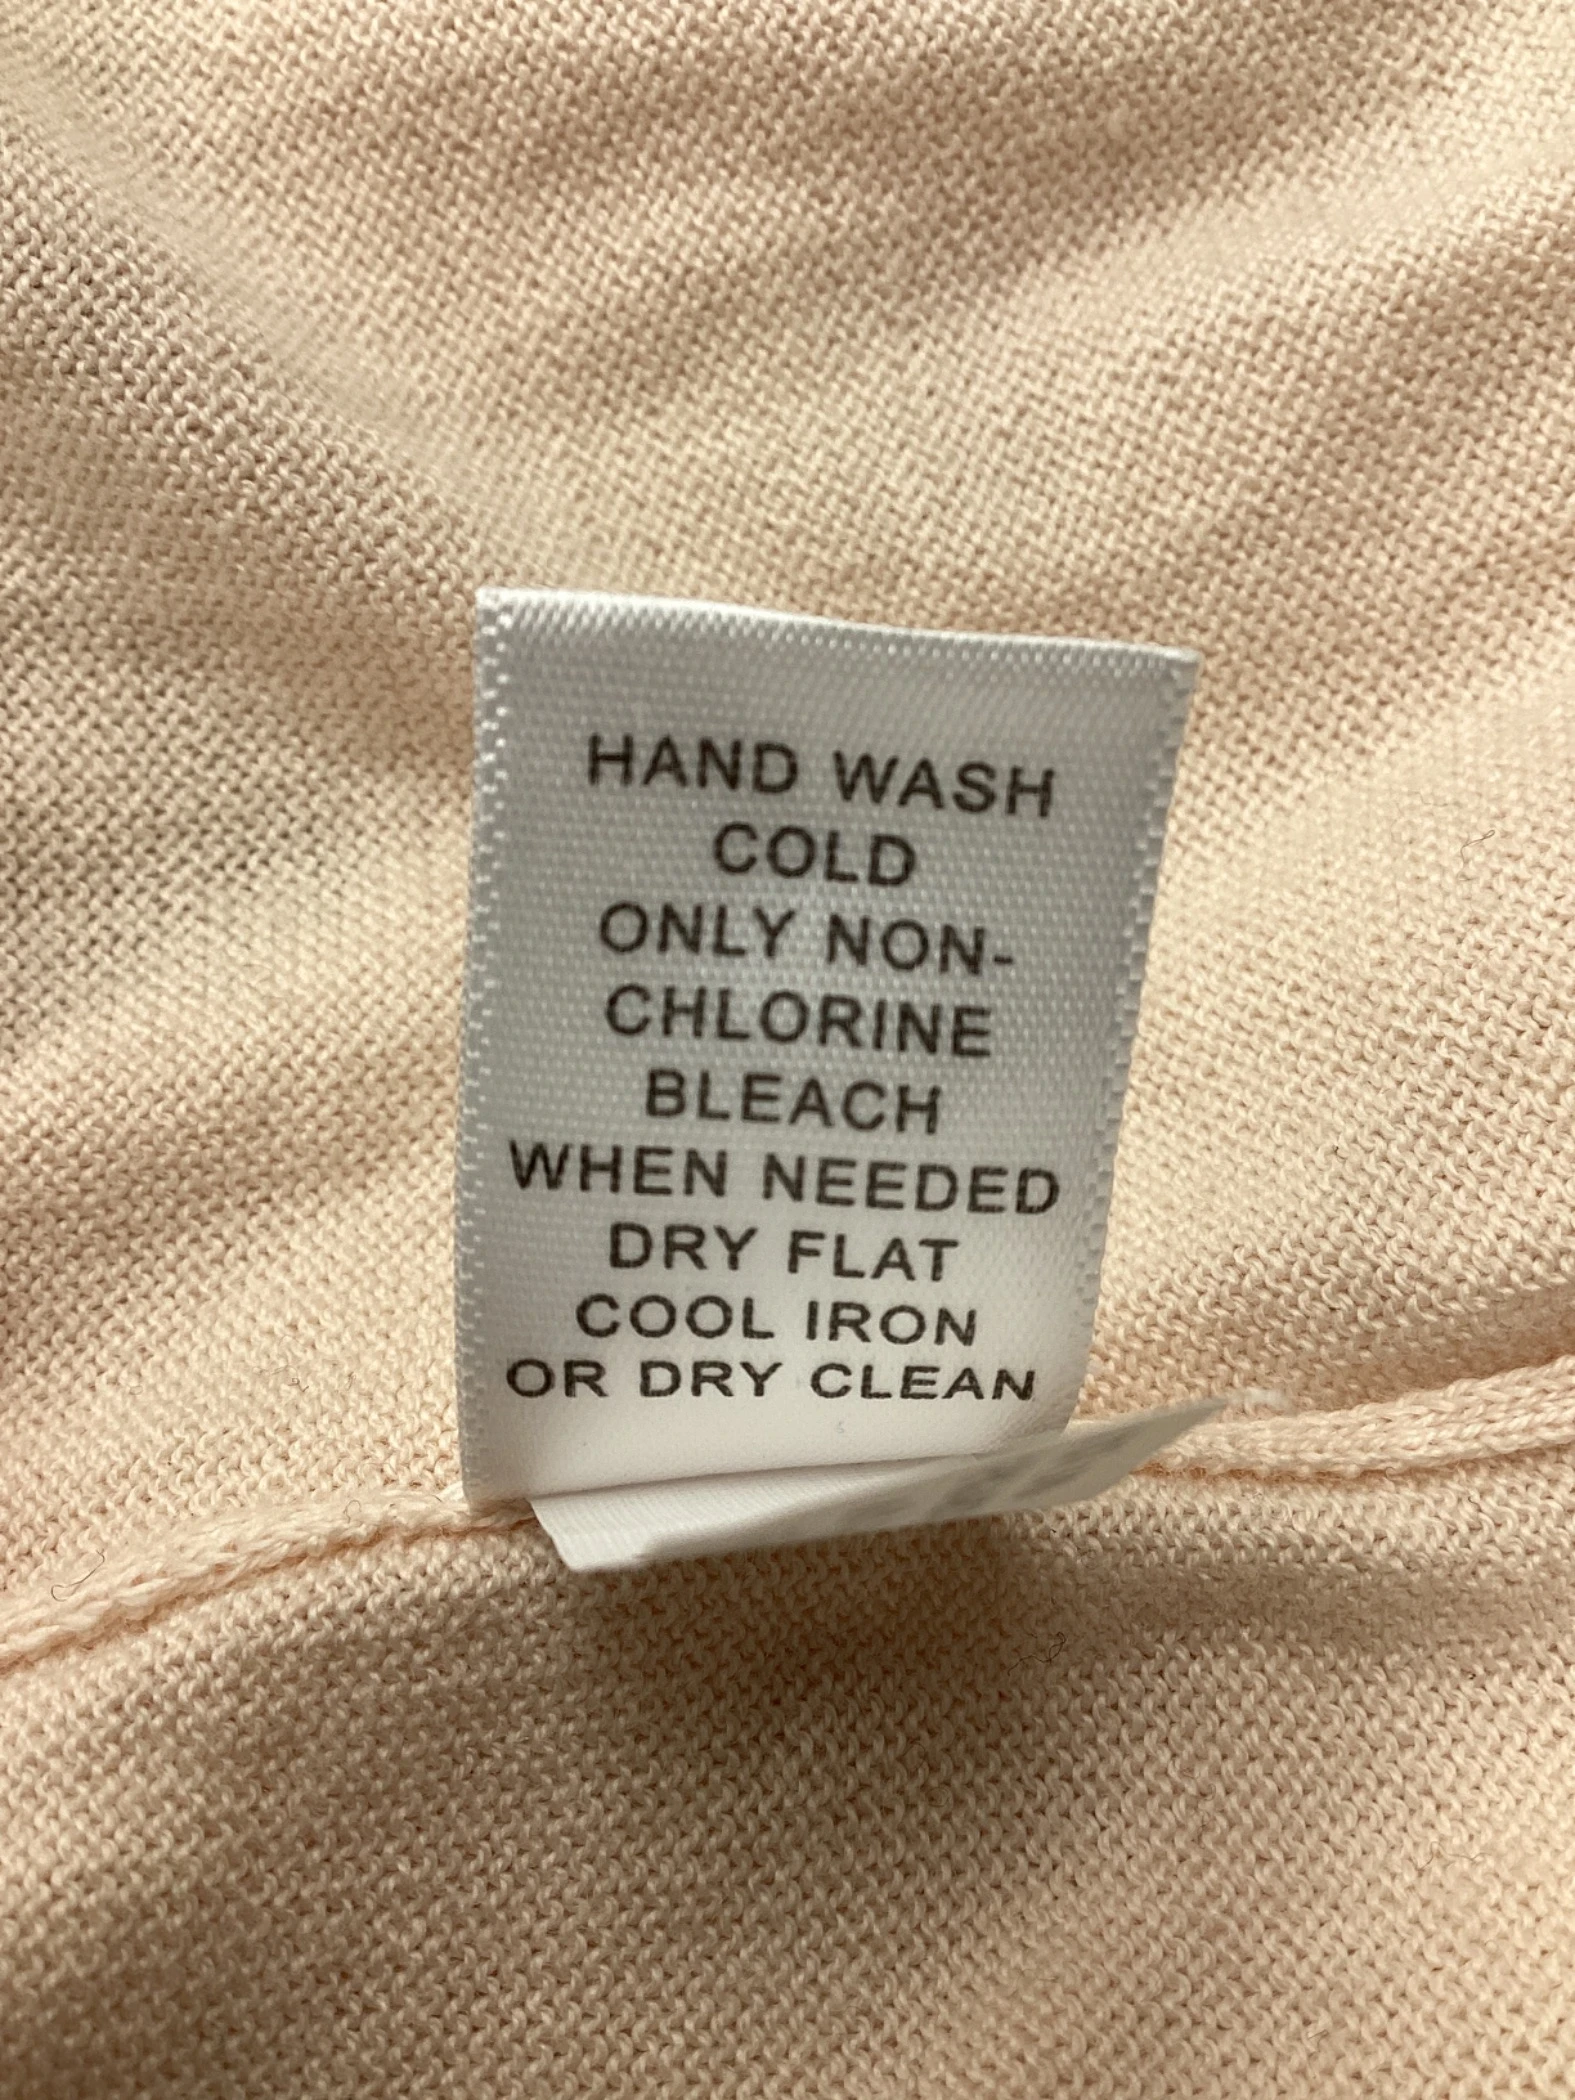 HAND WASH
COLD
ONLY NON-
CHLORINE
BLEACH
WHEN NEEDED
DRY FLAT
COOL IRON
OR DRY CLEAN